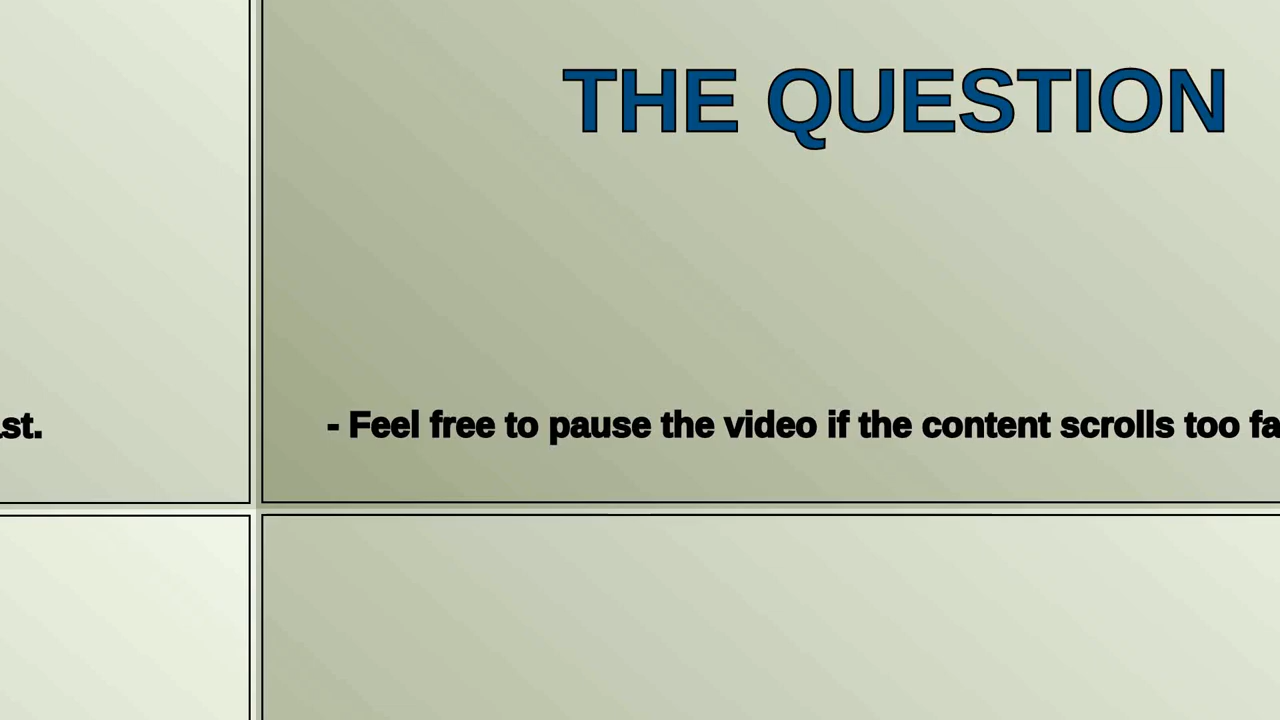 THE QUESTION
st.
- Feel free to pause the video if the content scrolls too fa